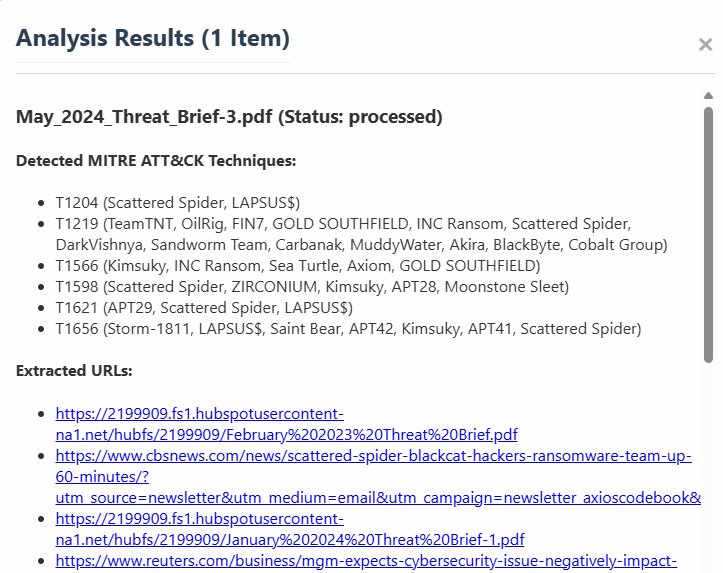 Analysis Results (1 Item)
×
May_2024_Threat_Brief-3.pdf (Status: processed)
Detected MITRE ATT&CK Techniques:
• T1204 (Scattered Spider, LAPSUS$)
• T1219 (TeamTNT, OilRig, FIN7, GOLD SOUTHFIELD, INC Ransom, Scattered Spider,
DarkVishnya, Sandworm Team, Carbanak, MuddyWater, Akira, BlackByte, Cobalt Group)
• T1566 (Kimsuky, INC Ransom, Sea Turtle, Axiom, GOLD SOUTHFIELD)
• T1598 (Scattered Spider, ZIRCONIUM, Kimsuky, APT28, Moonstone Sleet)
• T1621 (APT29, Scattered Spider, LAPSUS$)
• T1656 (Storm-1811, LAPSUS$, Saint Bear, APT42, Kimsuky, APT41, Scattered Spider)
Extracted URLs:
• https://2199909.fs1.hubspotusercontent-
na1.net/hubfs/2199909/February%202023%20Threat%20Brief.pdf
• https://www.cbsnews.com/news/scattered-spider-blackcat-hackers-ransomware-team-up-
60-minutes/?
utm_source=newsletter&utm_medium=email&utm_campaign=newsletter_axioscodebook&
• https://2199909.fs1.hubspotusercontent-
na1.net/hubfs/2199909/January%202024%20Threat%20Brief-1.pdf
• https://www.reuters.com/business/mgm-expects-cybersecurity-issue-negatively-impact-